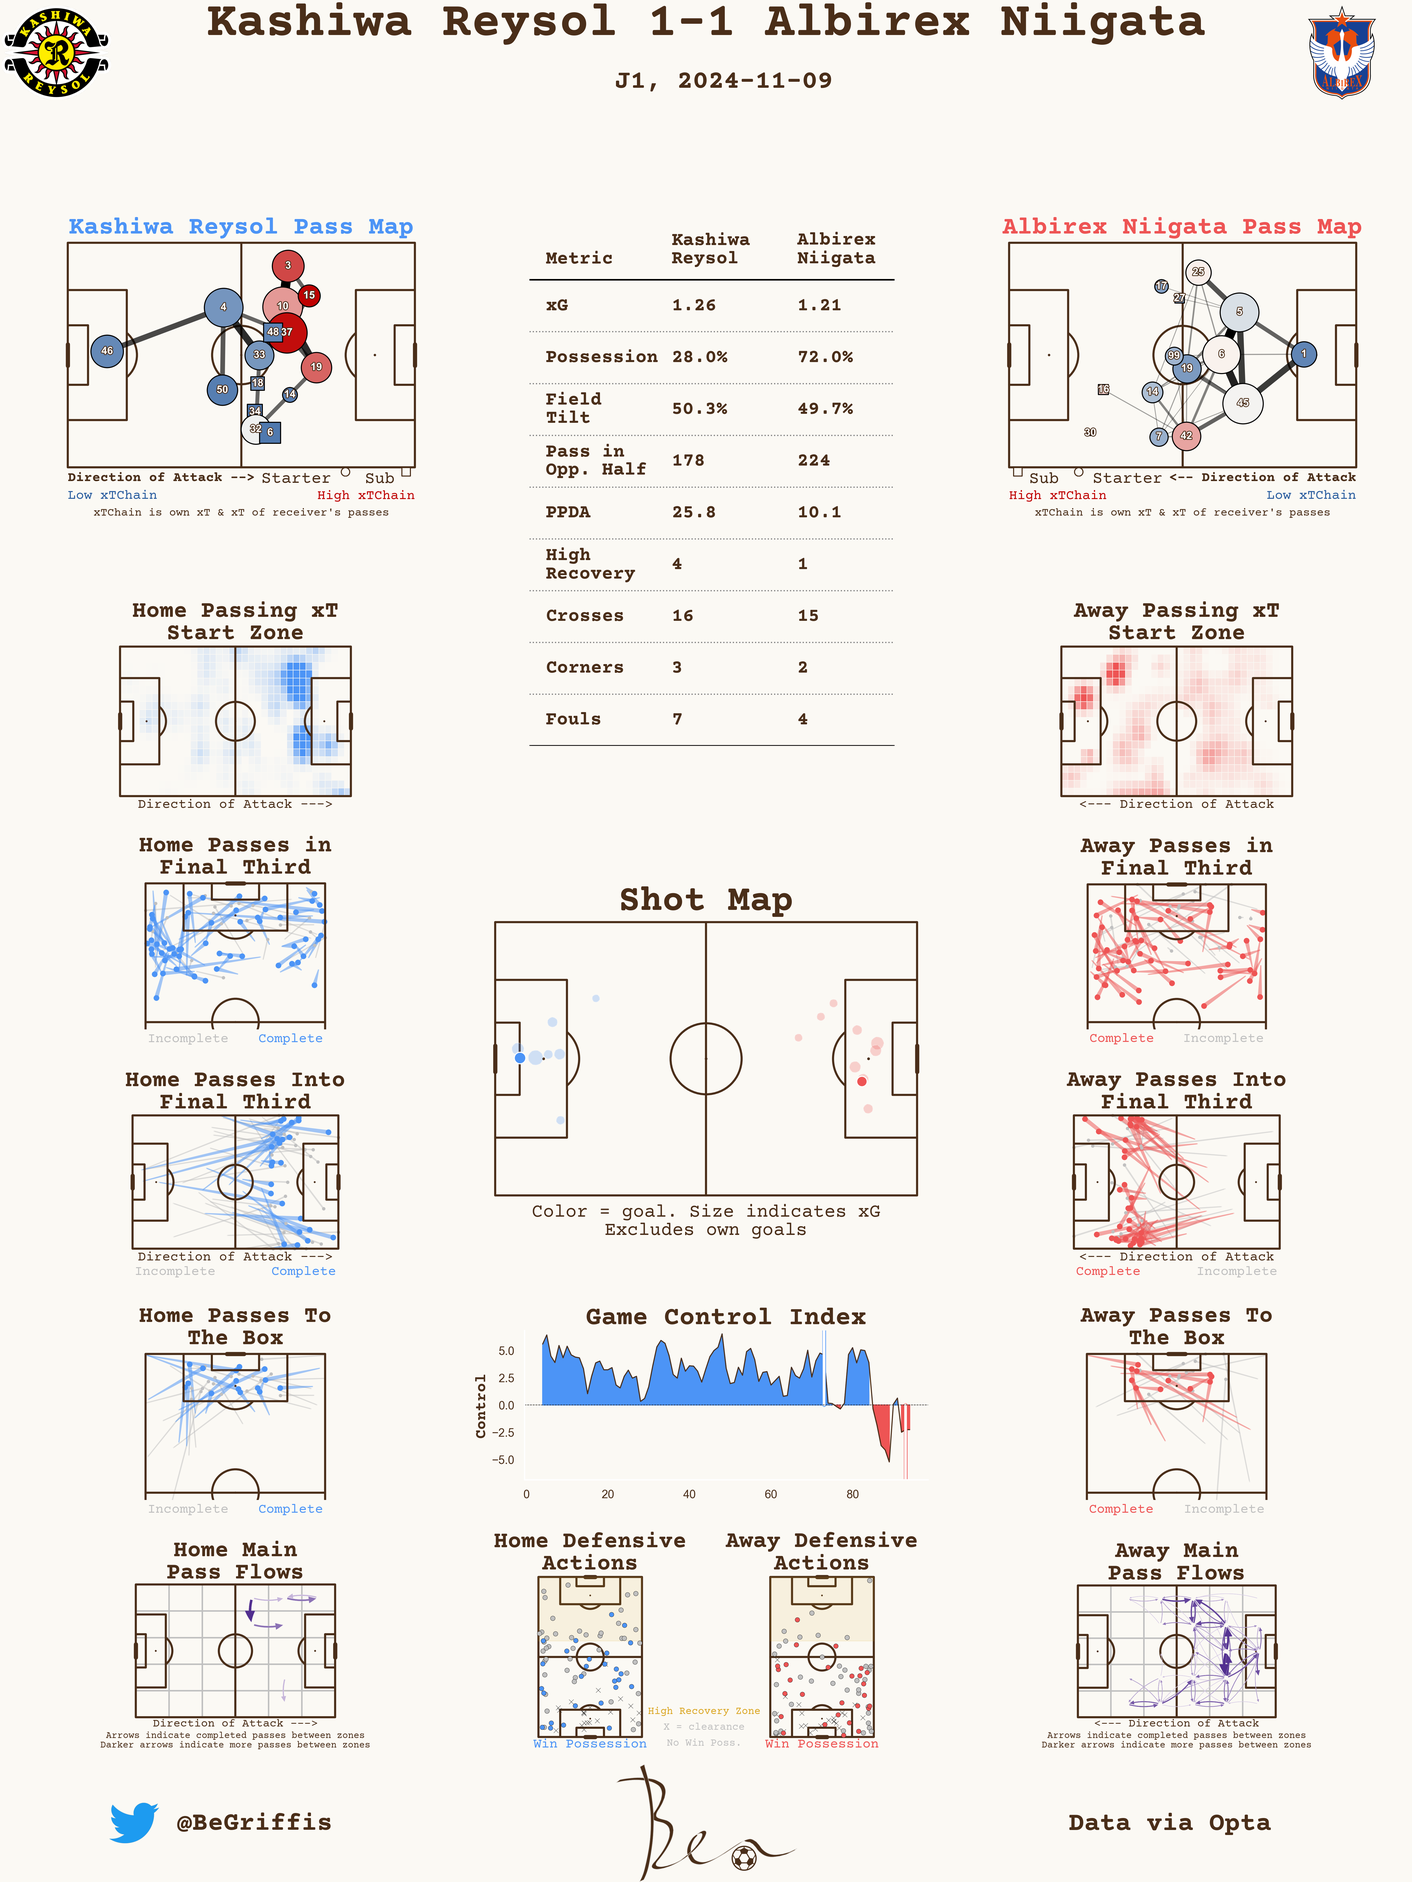 Kashiwa Reysol 1-1 Albirex Niigata
J1, 2024-11-09
KASHIWA
R
REYSOL
ALBIREX
Kashiwa Reysol Pass Map
3
15
10
4
48
37
46
33
19
18
50
14
34
32
6
Direction of Attack --> Starter Sub
Low xTChain High xTChain
xTChain is own xT & xT of receiver's passes
Metric Kashiwa Reysol Albirex Niigata
xG 1.26 1.21
Possession 28.0% 72.0%
Field Tilt 50.3% 49.7%
Pass in Opp. Half 178 224
PPDA 25.8 10.1
High Recovery 4 1
Crosses 16 15
Corners 3 2
Fouls 7 4
Albirex Niigata Pass Map
25
17
27
5
99
6
1
19
16
14
45
30
7
42
Sub Starter <-- Direction of Attack
High xTChain Low xTChain
xTChain is own xT & xT of receiver's passes
Home Passing xT
Start Zone
Direction of Attack --->
Away Passing xT
Start Zone
<--- Direction of Attack
Home Passes in
Final Third
Incomplete Complete
Shot Map
Color = goal. Size indicates xG
Excludes own goals
Away Passes in
Final Third
Complete Incomplete
Home Passes Into
Final Third
Direction of Attack --->
Incomplete Complete
Away Passes Into
Final Third
<--- Direction of Attack
Complete Incomplete
Home Passes To
The Box
Incomplete Complete
Game Control Index
Control
5.0
2.5
0.0
−2.5
−5.0
0 20 40 60 80
Away Passes To
The Box
Complete Incomplete
Home Main
Pass Flows
Direction of Attack --->
Arrows indicate completed passes between zones
Darker arrows indicate more passes between zones
Home Defensive
Actions
Win Possession
Away Defensive
Actions
Win Possession
High Recovery Zone
X = clearance
No Win Poss.
Away Main
Pass Flows
<--- Direction of Attack
Arrows indicate completed passes between zones
Darker arrows indicate more passes between zones
@BeGriffis
Ben
Data via Opta